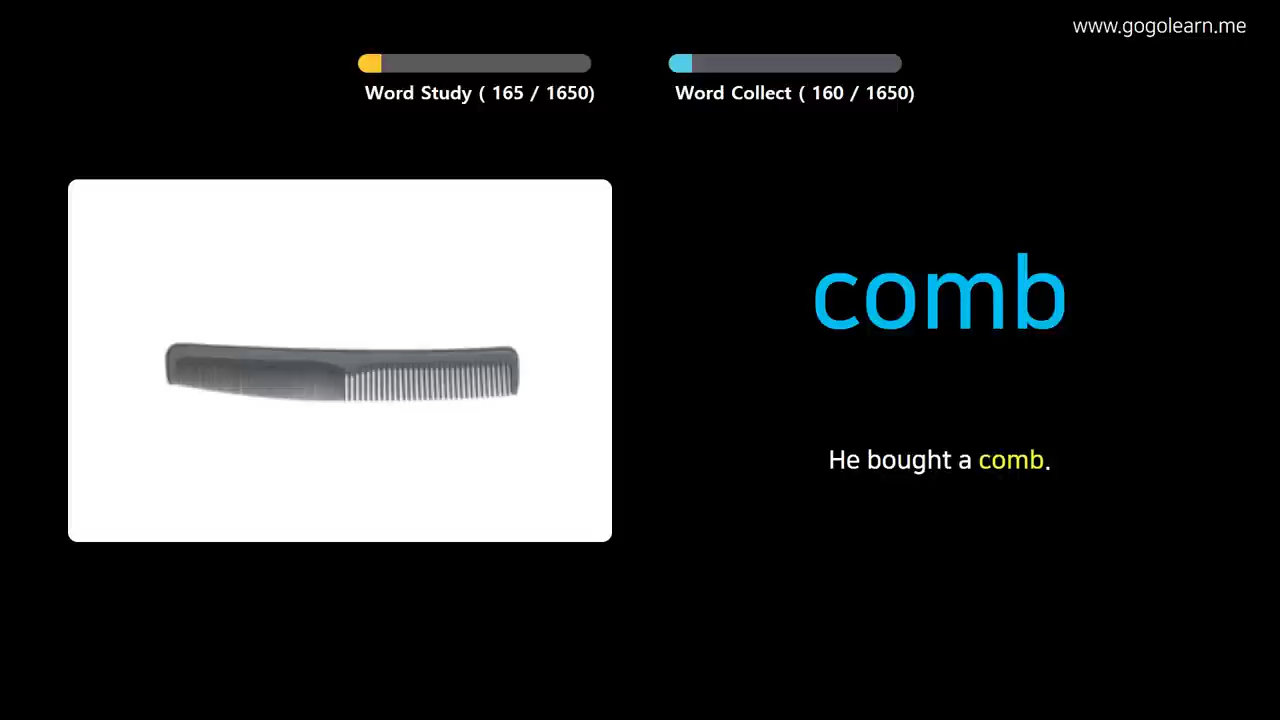 www.gogolearn.me
Word Study ( 165 / 1650)
Word Collect ( 160 / 1650)
comb
He bought a comb.